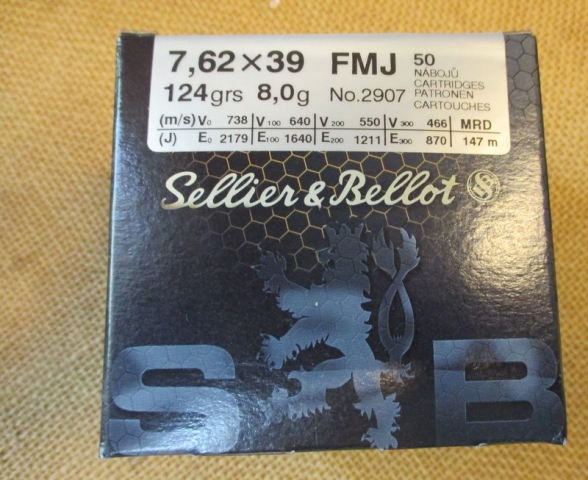 7,62×39 FMJ 50
NÁBOJŮ
CARTRIDGES
PATRONEN
CARTOUCHES
124grs 8,0g No.2907
(m/s) V0 738 V100 640 V200 550 V300 466 MRD
(J) E0 2179 E100 1640 E200 1211 E300 870 147 m
Sellier & Bellot
S B